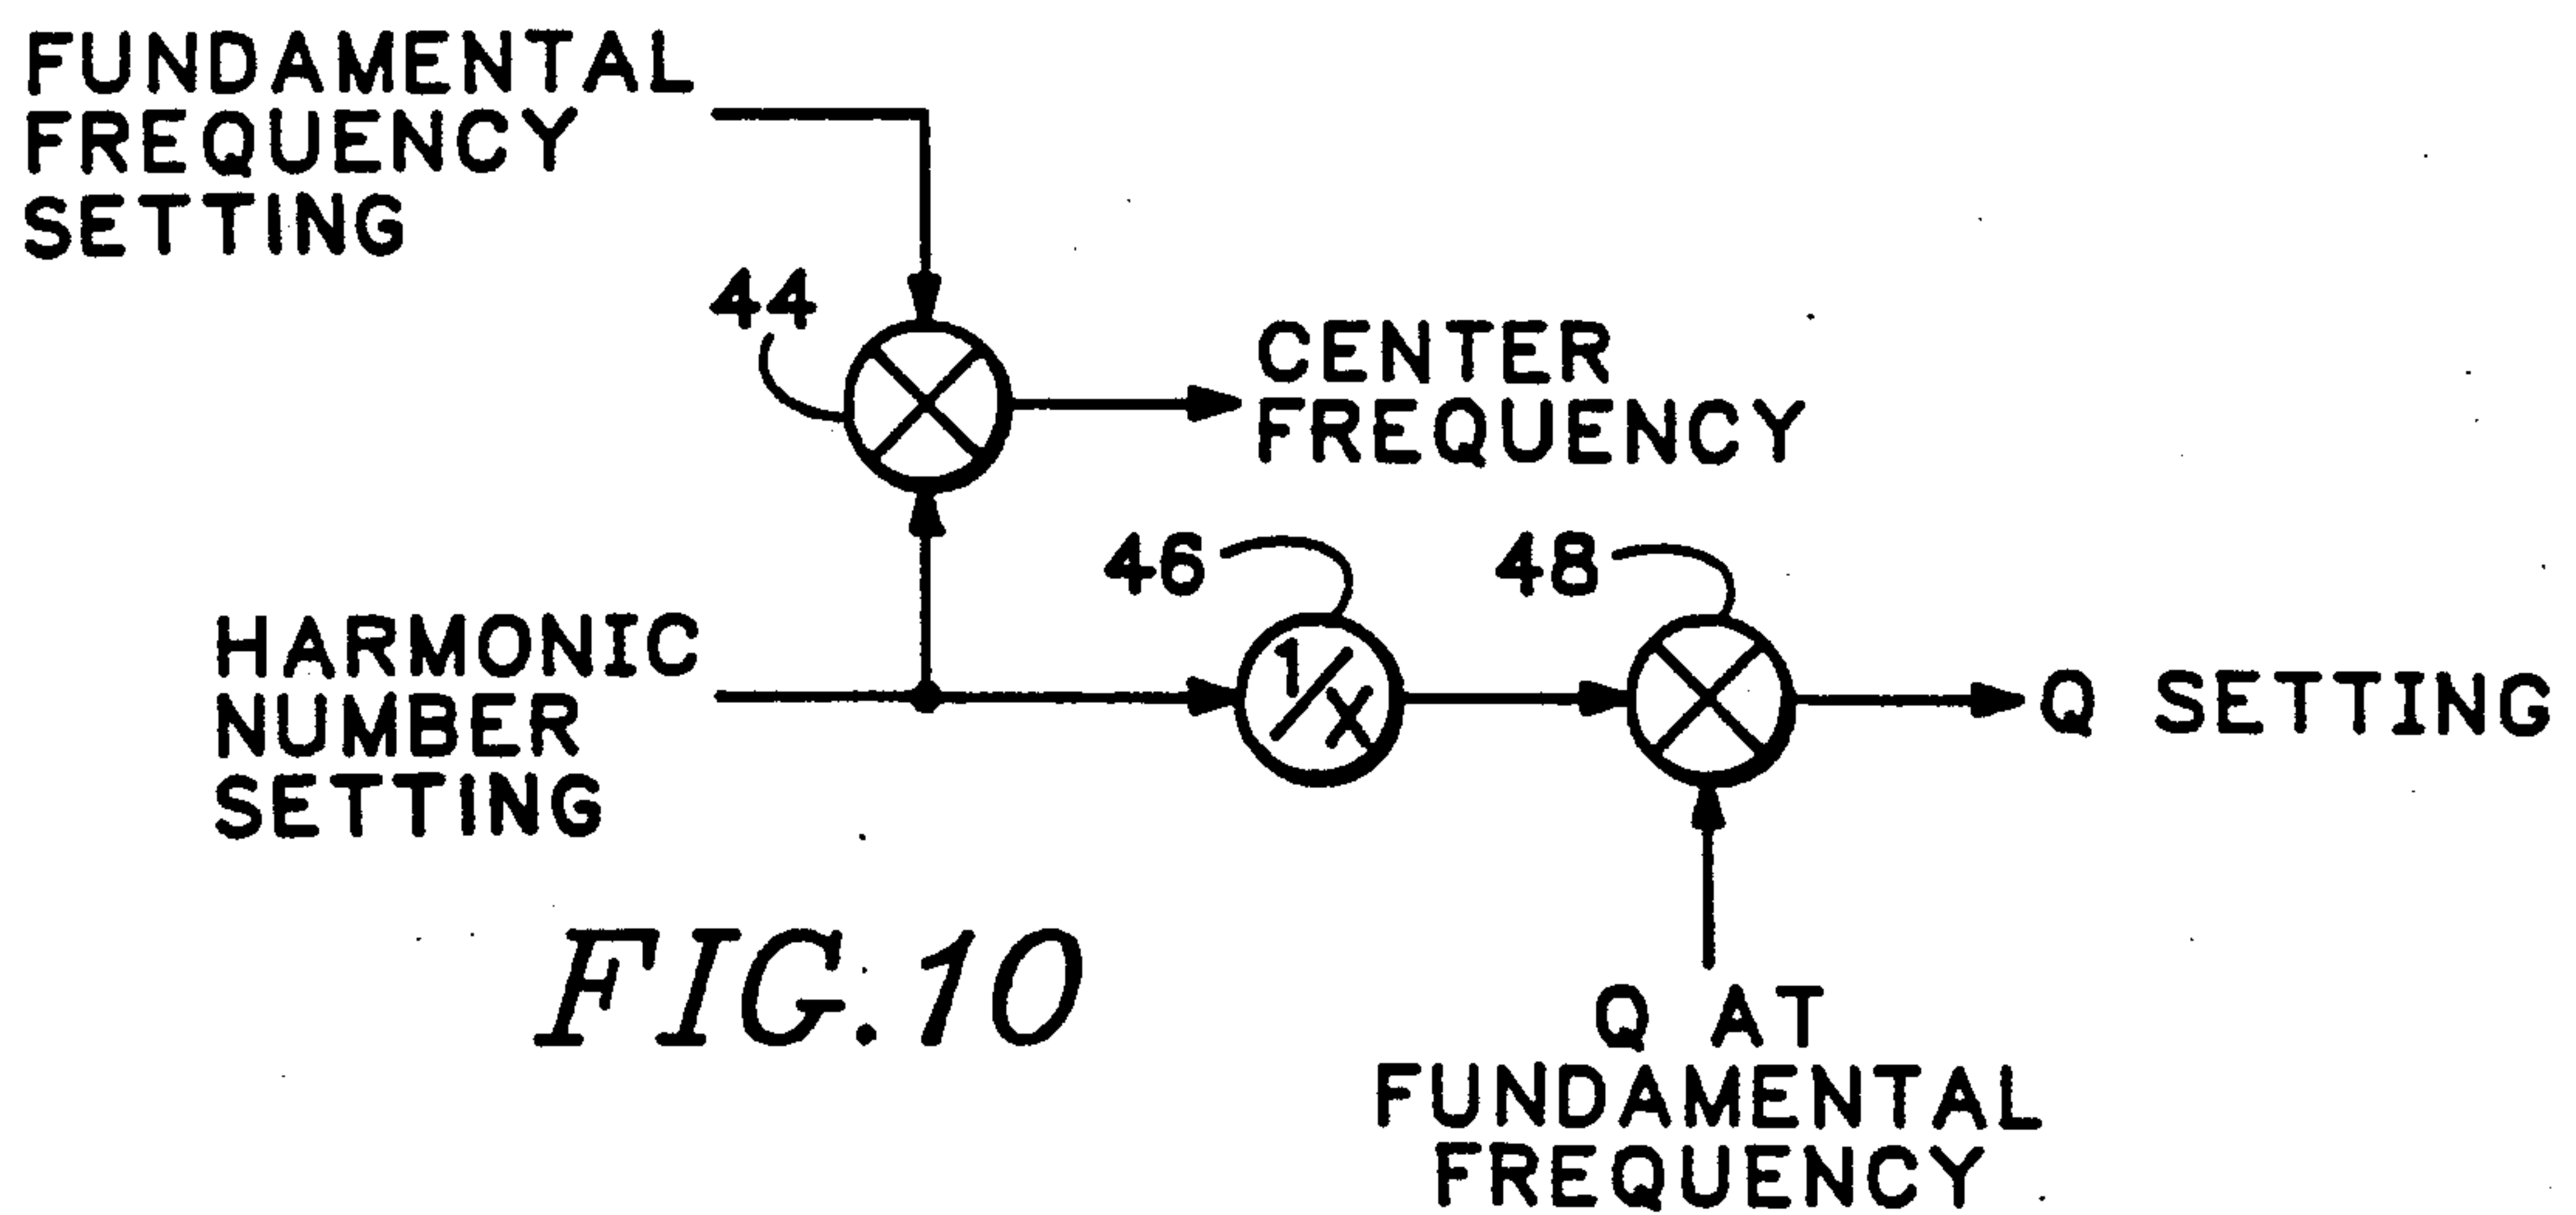 FUNDAMENTAL
FREQUENCY
SETTING
44
CENTER
FREQUENCY
46
48
HARMONIC
NUMBER
SETTING
1/X
Q SETTING
FIG.10
Q AT
FUNDAMENTAL
FREQUENCY